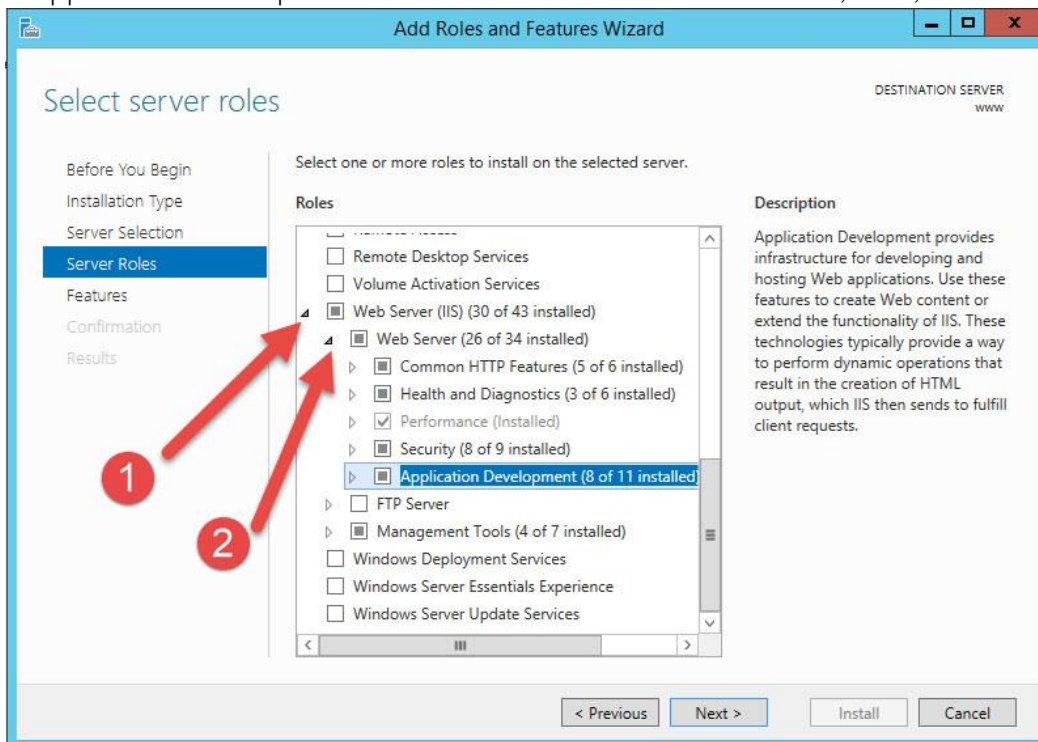 Add Roles and Features Wizard
Select server roles
DESTINATION SERVER
www
Before You Begin
Installation Type
Server Selection
Server Roles
Features
Confirmation
Results
Select one or more roles to install on the selected server.
Roles
Remote Desktop Services
Volume Activation Services
Web Server (IIS) (30 of 43 installed)
Web Server (26 of 34 installed)
Common HTTP Features (5 of 6 installed)
Health and Diagnostics (3 of 6 installed)
Performance (Installed)
Security (8 of 9 installed)
Application Development (8 of 11 installed)
FTP Server
Management Tools (4 of 7 installed)
Windows Deployment Services
Windows Server Essentials Experience
Windows Server Update Services
1
2
Description
Application Development provides
infrastructure for developing and
hosting Web applications. Use these
features to create Web content or
extend the functionality of IIS. These
technologies typically provide a way
to perform dynamic operations that
result in the creation of HTML
output, which IIS then sends to fulfill
client requests.
< Previous
Next >
Install
Cancel